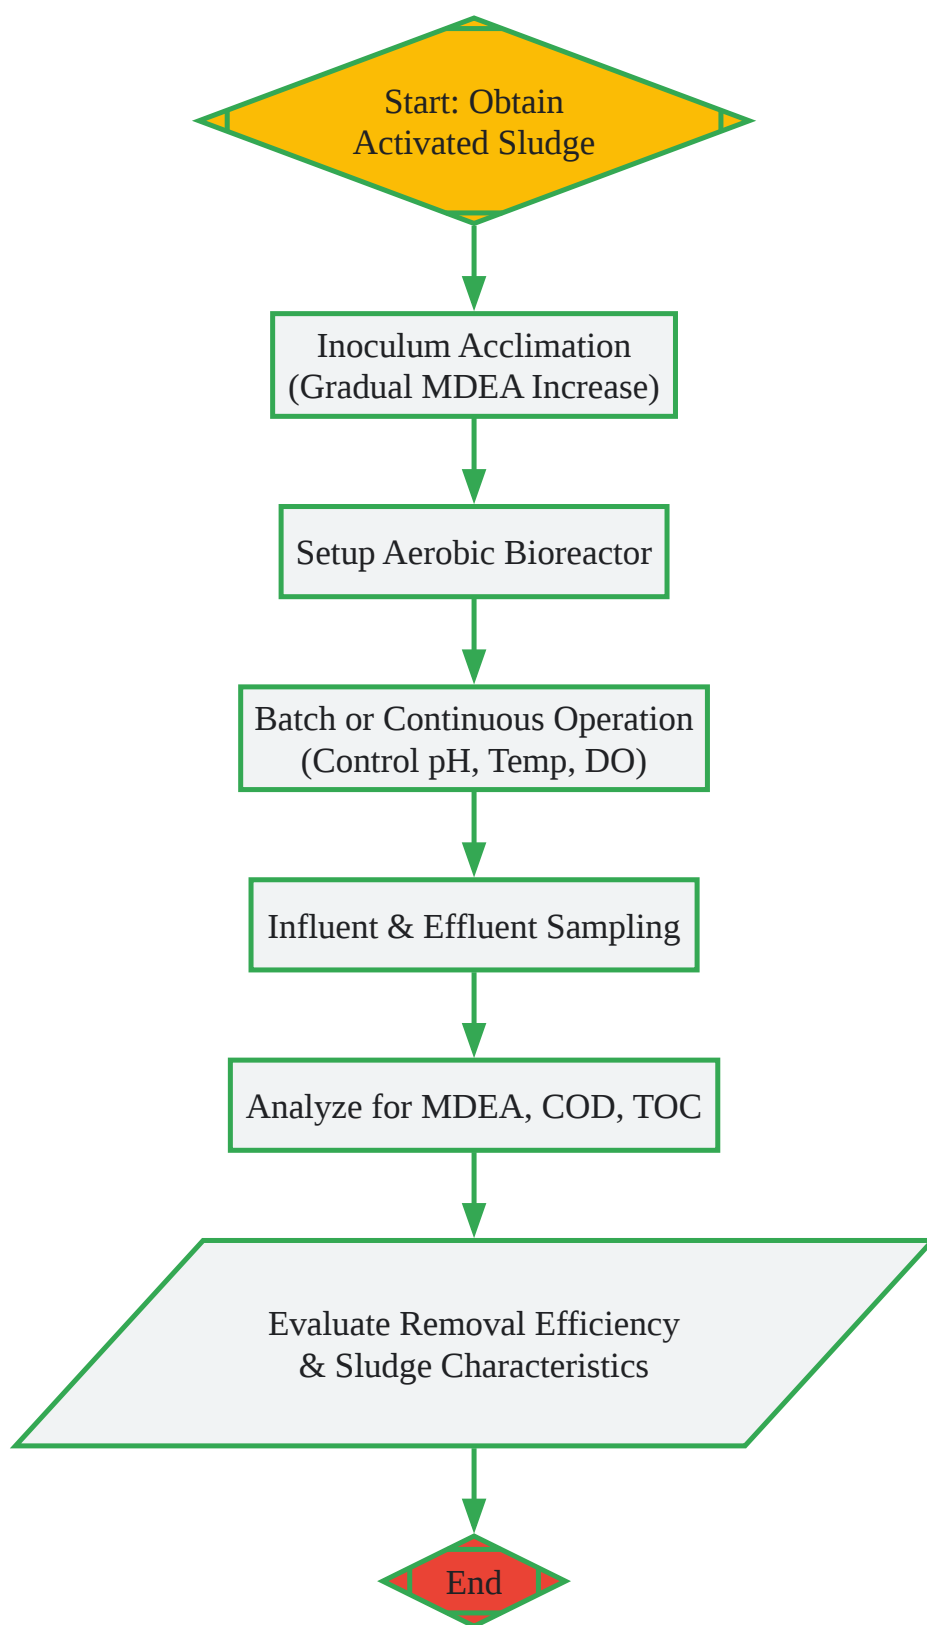 Start: Obtain
Activated Sludge
Inoculum Acclimation
(Gradual MDEA Increase)
Setup Aerobic Bioreactor
Batch or Continuous Operation
(Control pH, Temp, DO)
Influent & Effluent Sampling
Analyze for MDEA, COD, TOC
Evaluate Removal Efficiency
& Sludge Characteristics
End